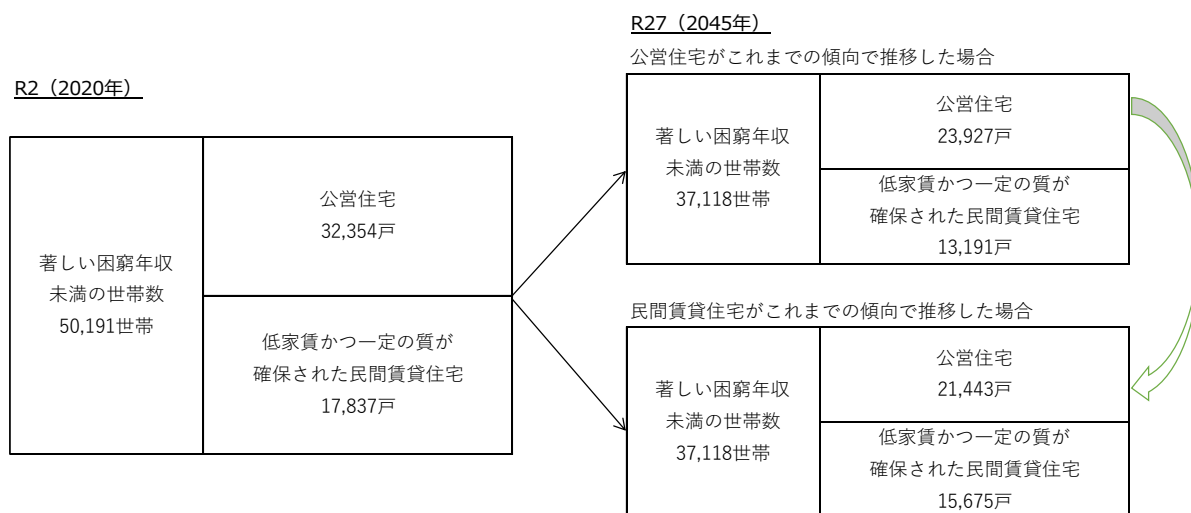 R2（2020年）
著しい困窮年収
未満の世帯数
50,191世帯
公営住宅
32,354戸
低家賃かつ一定の質が
確保された民間賃貸住宅
17,837戸
R27（2045年）
公営住宅がこれまでの傾向で推移した場合
著しい困窮年収
未満の世帯数
37,118世帯
公営住宅
23,927戸
低家賃かつ一定の質が
確保された民間賃貸住宅
13,191戸
民間賃貸住宅がこれまでの傾向で推移した場合
著しい困窮年収
未満の世帯数
37,118世帯
公営住宅
21,443戸
低家賃かつ一定の質が
確保された民間賃貸住宅
15,675戸